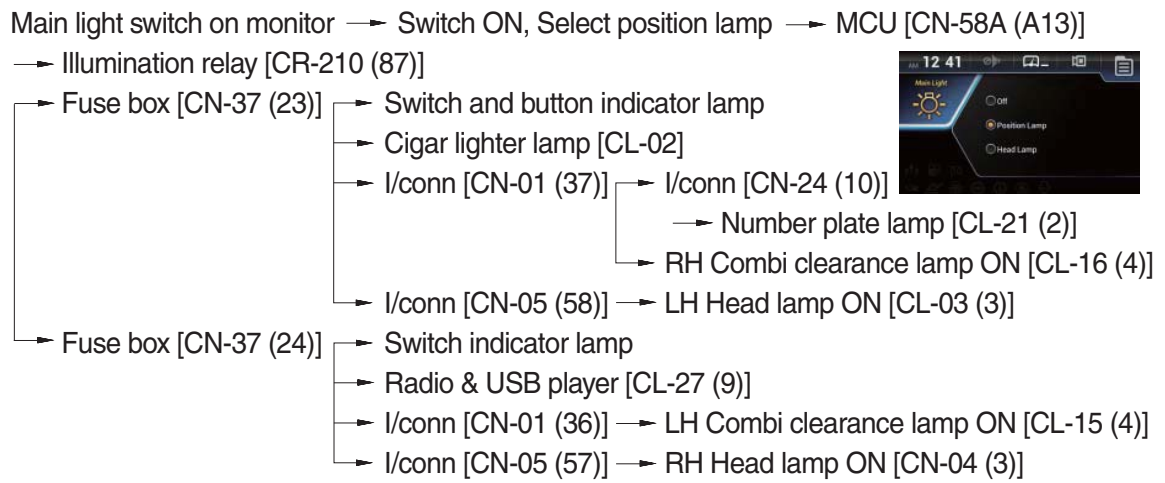 Main light switch on monitor → Switch ON, Select position lamp → MCU [CN-58A (A13)]
→ Illumination relay [CR-210 (87)]
→ Fuse box [CN-37 (23)] → Switch and button indicator lamp
→ Cigar lighter lamp [CL-02]
→ I/conn [CN-01 (37)] → I/conn [CN-24 (10)]
→ Number plate lamp [CL-21 (2)]
→ RH Combi clearance lamp ON [CL-16 (4)]
→ I/conn [CN-05 (58)] → LH Head lamp ON [CL-03 (3)]
→ Fuse box [CN-37 (24)] → Switch indicator lamp
→ Radio & USB player [CL-27 (9)]
→ I/conn [CN-01 (36)] → LH Combi clearance lamp ON [CL-15 (4)]
→ I/conn [CN-05 (57)] → RH Head lamp ON [CN-04 (3)]
AM 12 41
Main Light
Off
Position Lamp
Head Lamp